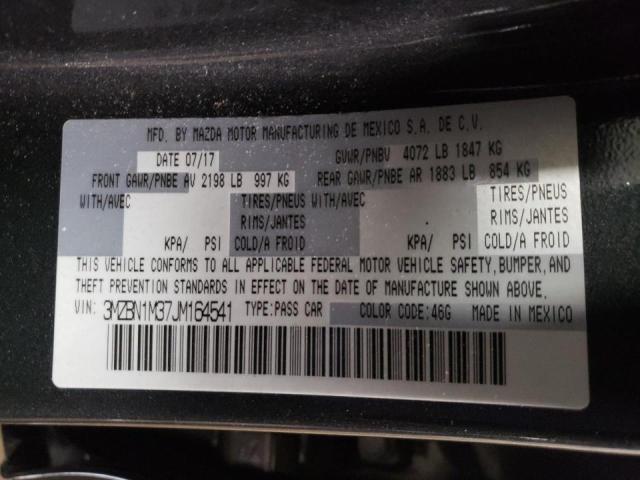 MFD. BY MAZDA MOTOR MANUFACTURING DE MEXICO S.A. DE C.V.
DATE 07/17 GVWR/PNBV 4072 LB 1847 KG
FRONT GAWR/PNBE AV 2198 LB 997 KG REAR GAWR/PNBE AR 1883 LB 854 KG
WITH/AVEC TIRES/PNEUS WITH/AVEC TIRES/PNEUS
RIMS/JANTES RIMS/JANTES
KPA/ PSI COLD/A FROID KPA/ PSI COLD/A FROID
THIS VEHICLE CONFORMS TO ALL APPLICABLE FEDERAL MOTOR VEHICLE SAFETY, BUMPER, AND
THEFT PREVENTION STANDARDS IN EFFECT ON THE DATE OF MANUFACTURE SHOWN ABOVE.
VIN: 3MZBN1M37JM164541 TYPE:PASS CAR COLOR CODE:46G MADE IN MEXICO